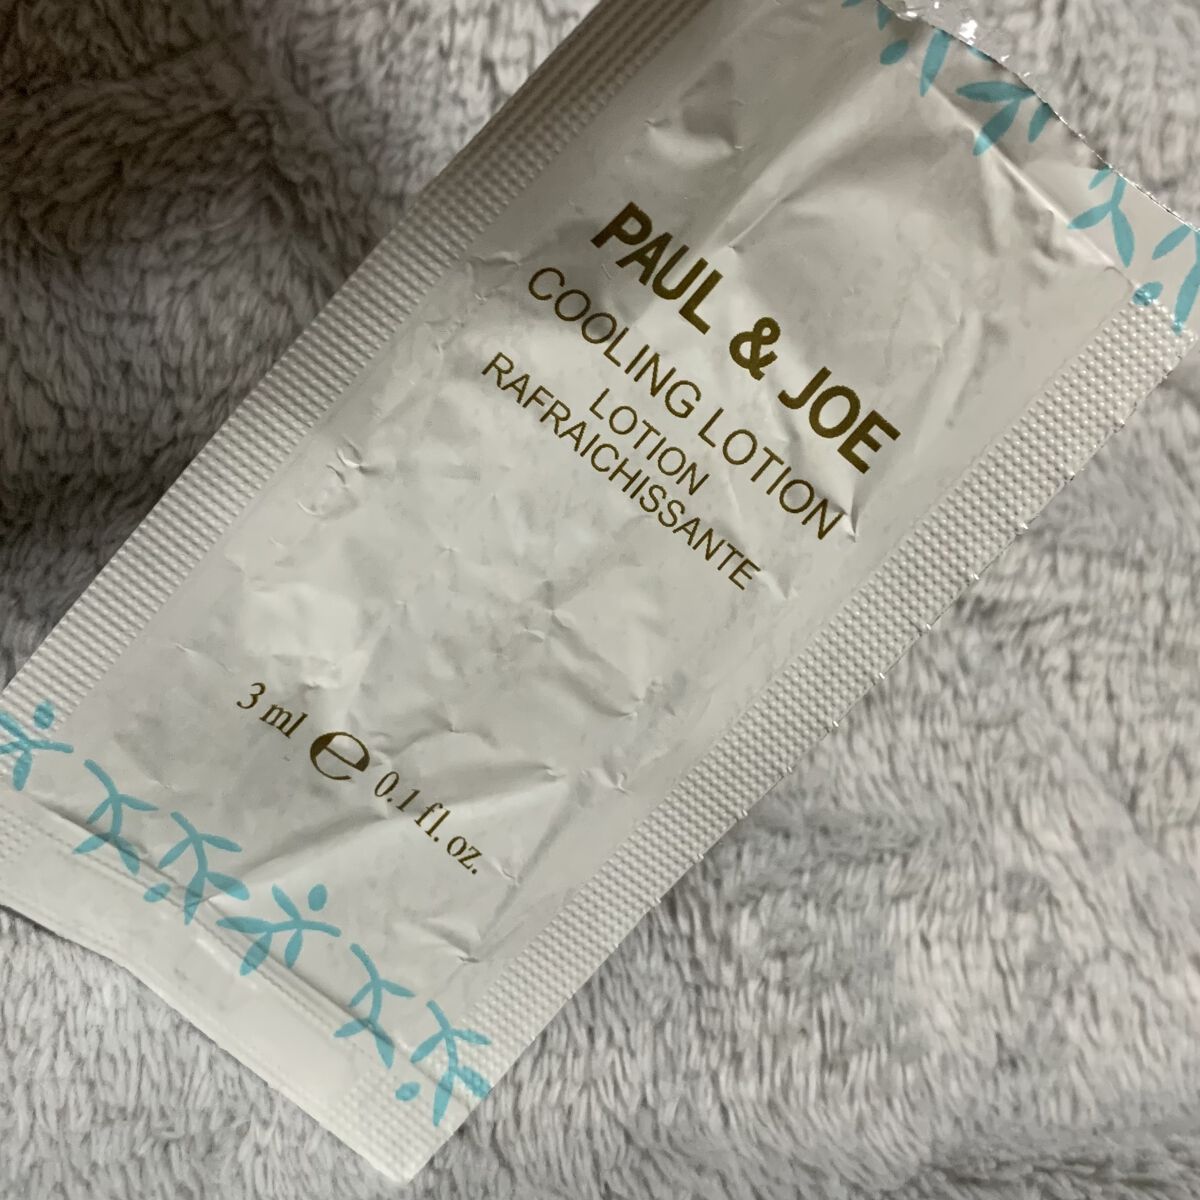 PAUL & JOE
COOLING LOTION
LOTION
RAFRAICHISSANTE
3 ml ℮ 0.1 fl. oz.